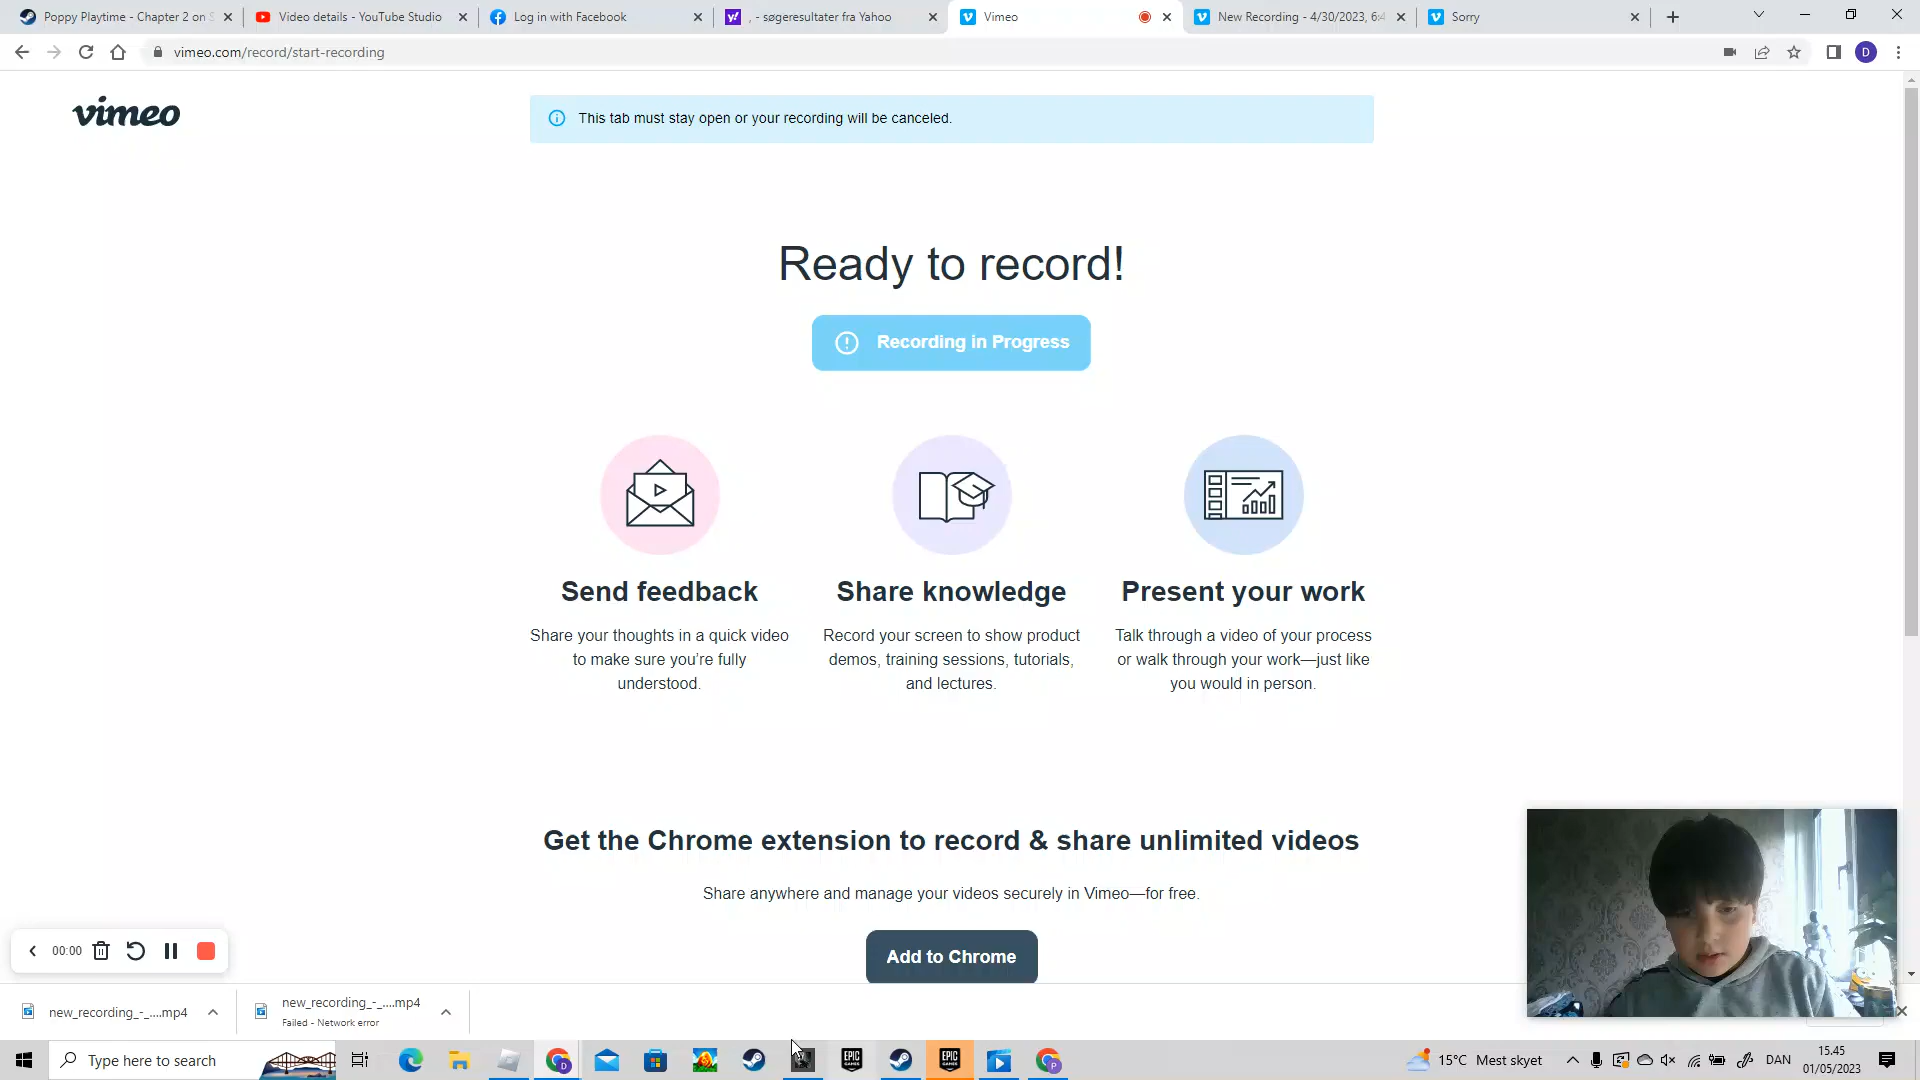 Poppy Playtime - Chapter 2 on S
Video details - YouTube Studio
Log in with Facebook
, - søgeresultater fra Yahoo
Vimeo
New Recording - 4/30/2023, 6:4
Sorry
vimeo.com/record/start-recording
D
vimeo
This tab must stay open or your recording will be canceled.
Ready to record!
Recording in Progress
Send feedback
Share your thoughts in a quick video
to make sure you're fully
understood.
Share knowledge
Record your screen to show product
demos, training sessions, tutorials,
and lectures.
Present your work
Talk through a video of your process
or walk through your work—just like
you would in person.
Get the Chrome extension to record & share unlimited videos
Share anywhere and manage your videos securely in Vimeo—for free.
Add to Chrome
00:00
new_recording_-_....mp4
new_recording_-_....mp4
Failed - Network error
Type here to search
EPIC GAMES
EPIC GAMES
15°C Mest skyet
DAN
15.45
01/05/2023